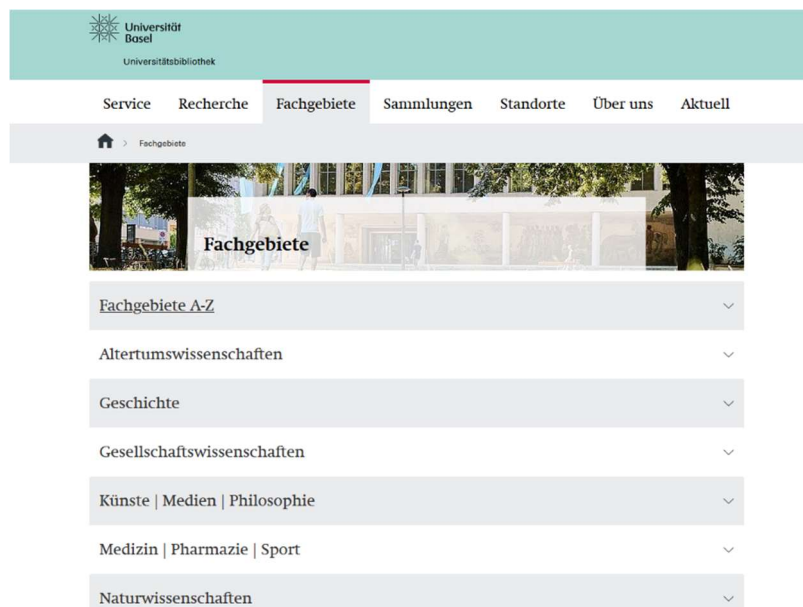 Universität
Basel
Universitätsbibliothek
Service Recherche Fachgebiete Sammlungen Standorte Über uns Aktuell
> Fachgebiete
Fachgebiete
Fachgebiete A-Z
Altertumswissenschaften
Geschichte
Gesellschaftswissenschaften
Künste | Medien | Philosophie
Medizin | Pharmazie | Sport
Naturwissenschaften